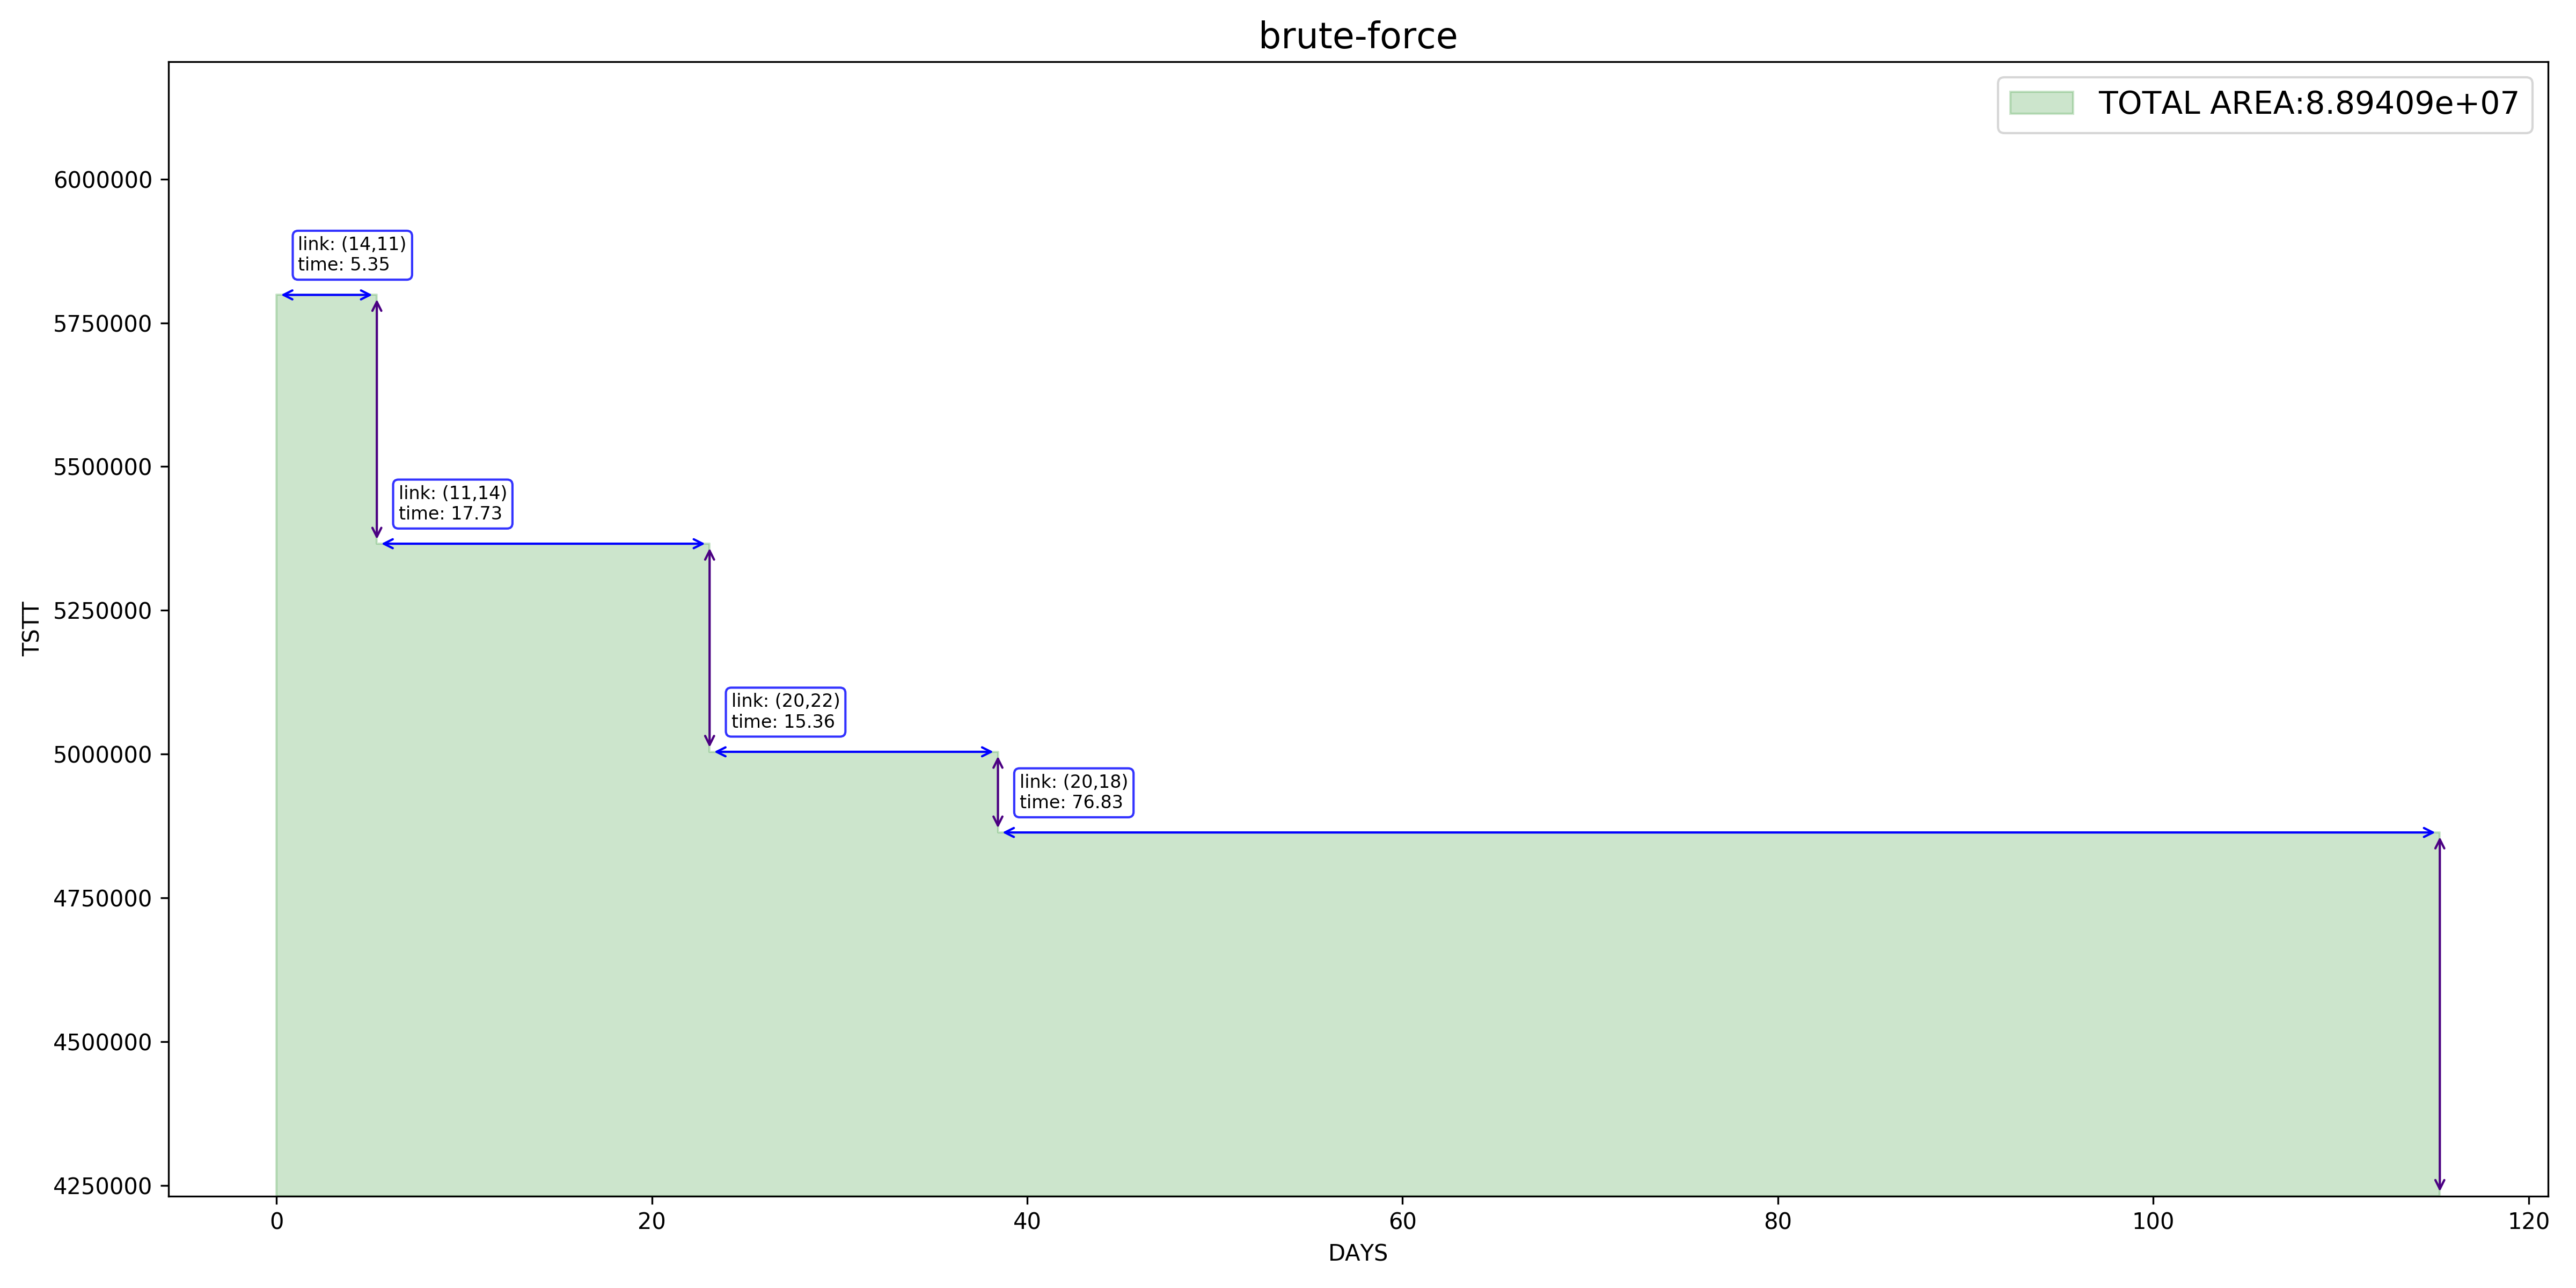 brute-force
TOTAL AREA:8.89409e+07
6000000
5750000
5500000
5250000
5000000
4750000
4500000
4250000
TSTT
link: (14,11)
time: 5.35
link: (11,14)
time: 17.73
link: (20,22)
time: 15.36
link: (20,18)
time: 76.83
0
20
40
60
80
100
120
DAYS